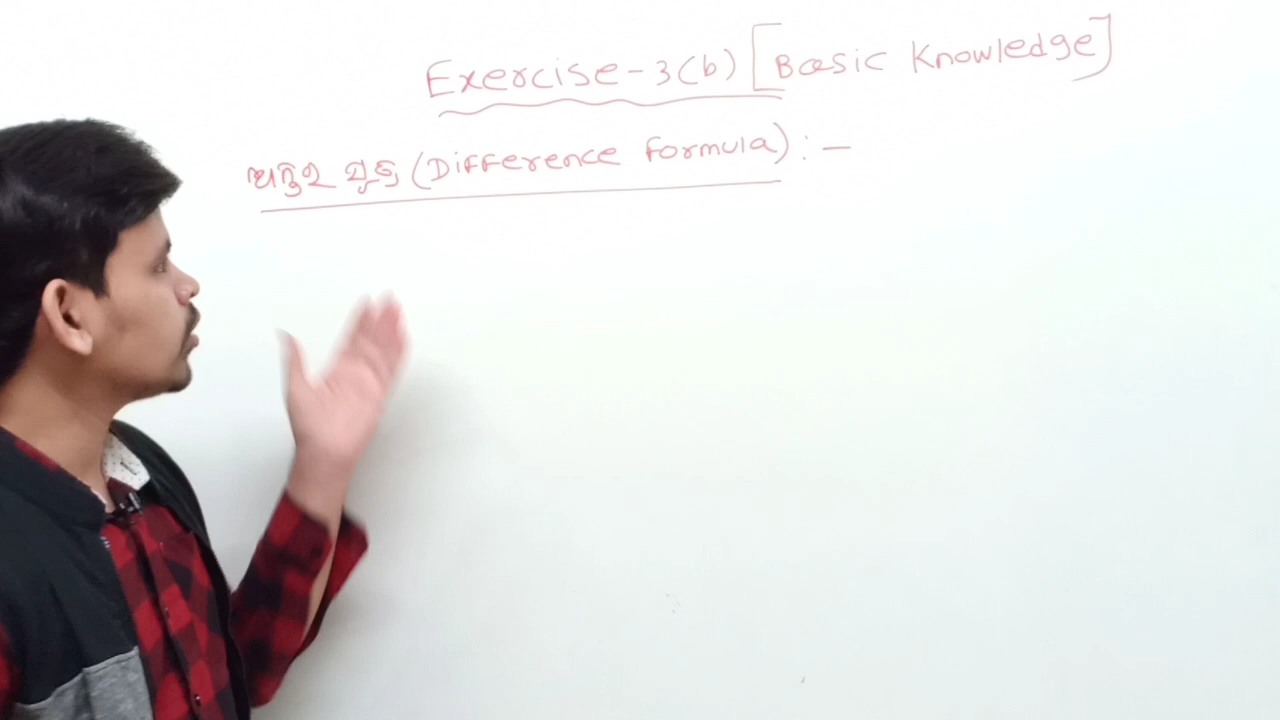 Exercise-3(b) [Basic Knowledge]
ଅନ୍ତର ସୂତ୍ର (Difference Formula) : –